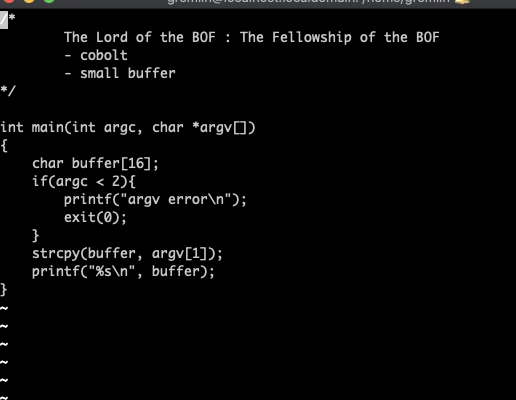 gremlin@localhost.localdomain:/home/gremlin
/*
The Lord of the BOF : The Fellowship of the BOF
- cobolt
- small buffer
*/
int main(int argc, char *argv[])
{
char buffer[16];
if(argc < 2){
printf("argv error\n");
exit(0);
}
strcpy(buffer, argv[1]);
printf("%s\n", buffer);
}
~
~
~
~
~
~